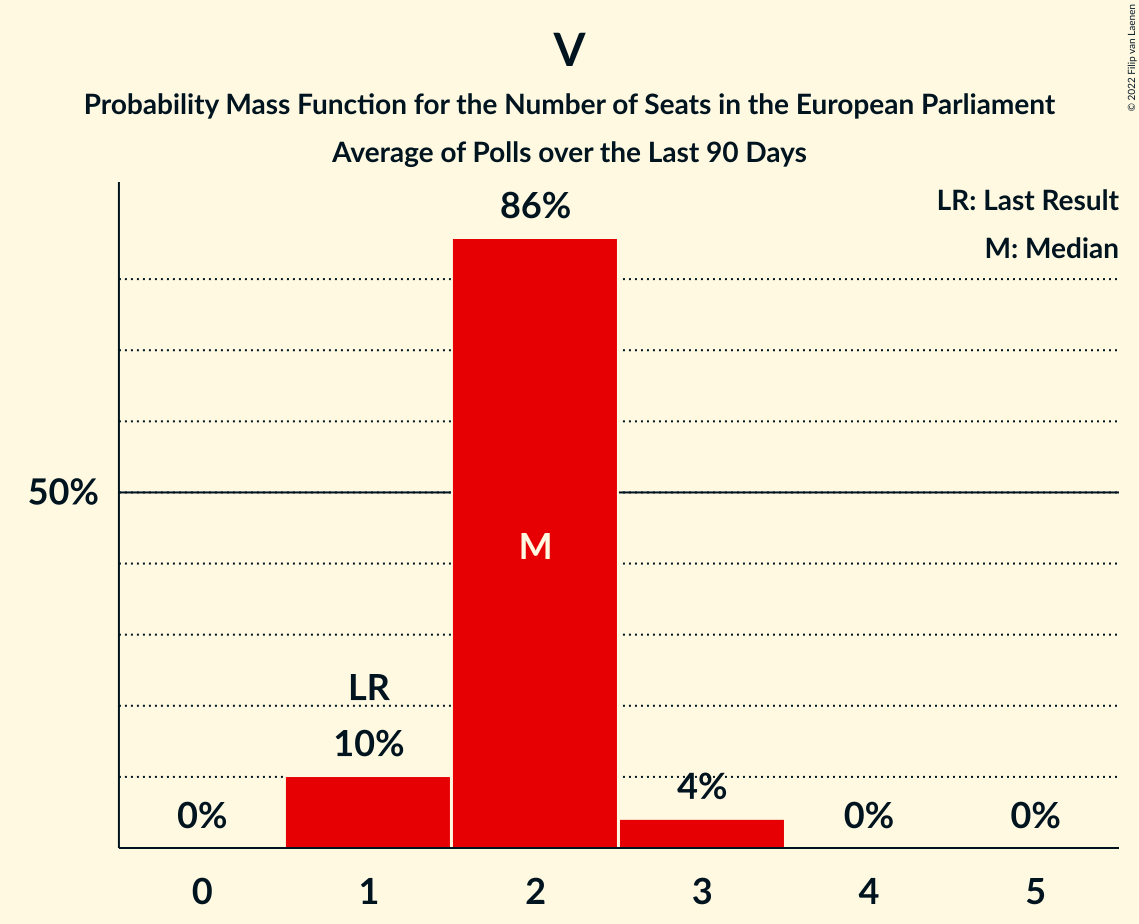 V
Probability Mass Function for the Number of Seats in the European Parliament
Average of Polls over the Last 90 Days
© 2022 Filip van Laenen
LR: Last Result
M: Median
86%
50%
M
LR
10%
4%
0%
0%
0%
0 1 2 3 4 5